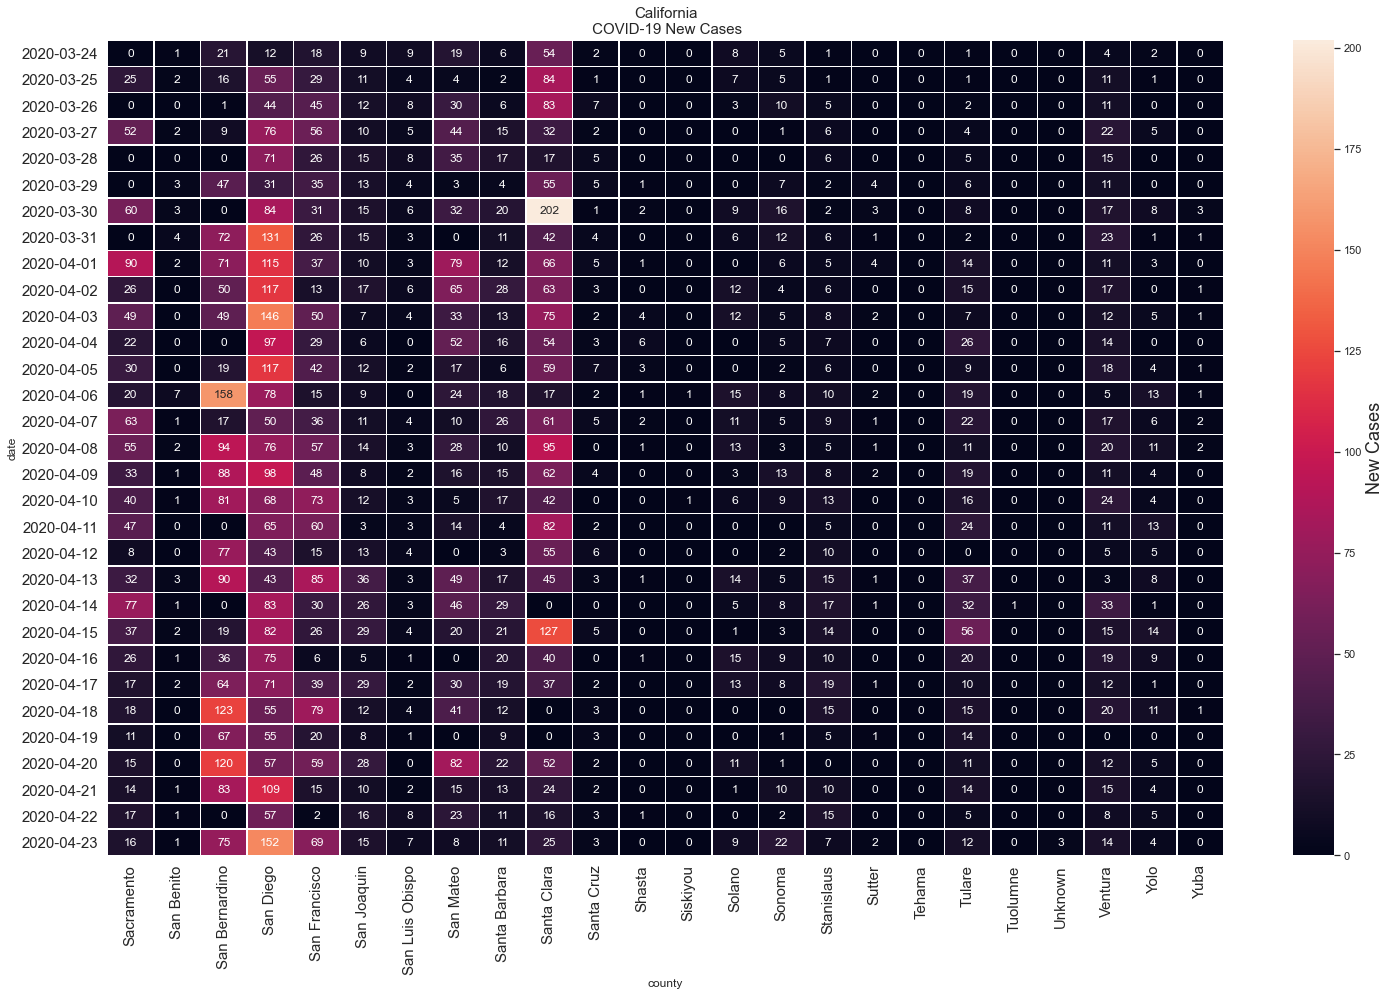 California
COVID-19 New Cases
2020-03-24 0 1 21 12 18 9 9 19 6 54 2 0 0 8 5 1 0 0 1 0 0 4 2 0
2020-03-25 25 2 16 55 29 11 4 4 2 84 1 0 0 7 5 1 0 0 1 0 0 11 1 0
2020-03-26 0 0 1 44 45 12 8 30 6 83 7 0 0 3 10 5 0 0 2 0 0 11 0 0
2020-03-27 52 2 9 76 56 10 5 44 15 32 2 0 0 0 1 6 0 0 4 0 0 22 5 0
2020-03-28 0 0 0 71 26 15 8 35 17 17 5 0 0 0 0 6 0 0 5 0 0 15 0 0
2020-03-29 0 3 47 31 35 13 4 3 4 55 5 1 0 0 7 2 4 0 6 0 0 11 0 0
2020-03-30 60 3 0 84 31 15 6 32 20 202 1 2 0 9 16 2 3 0 8 0 0 17 8 3
2020-03-31 0 4 72 131 26 15 3 0 11 42 4 0 0 6 12 6 1 0 2 0 0 23 1 1
2020-04-01 90 2 71 115 37 10 3 79 12 66 5 1 0 0 6 5 4 0 14 0 0 11 3 0
2020-04-02 26 0 50 117 13 17 6 65 28 63 3 0 0 12 4 6 0 0 15 0 0 17 0 1
2020-04-03 49 0 49 146 50 7 4 33 13 75 2 4 0 12 5 8 2 0 7 0 0 12 5 1
2020-04-04 22 0 0 97 29 6 0 52 16 54 3 6 0 0 5 7 0 0 26 0 0 14 0 0
2020-04-05 30 0 19 117 42 12 2 17 6 59 7 3 0 0 2 6 0 0 9 0 0 18 4 1
2020-04-06 20 7 158 78 15 9 0 24 18 17 2 1 1 15 8 10 2 0 19 0 0 5 13 1
2020-04-07 63 1 17 50 36 11 4 10 26 61 5 2 0 11 5 9 1 0 22 0 0 17 6 2
2020-04-08 55 2 94 76 57 14 3 28 10 95 0 1 0 13 3 5 1 0 11 0 0 20 11 2
2020-04-09 33 1 88 98 48 8 2 16 15 62 4 0 0 3 13 8 2 0 19 0 0 11 4 0
2020-04-10 40 1 81 68 73 12 3 5 17 42 0 0 1 6 9 13 0 0 16 0 0 24 4 0
2020-04-11 47 0 0 65 60 3 3 14 4 82 2 0 0 0 0 5 0 0 24 0 0 11 13 0
2020-04-12 8 0 77 43 15 13 4 0 3 55 6 0 0 0 2 10 0 0 0 0 0 5 5 0
2020-04-13 32 3 90 43 85 36 3 49 17 45 3 1 0 14 5 15 1 0 37 0 0 3 8 0
2020-04-14 77 1 0 83 30 26 3 46 29 0 0 0 0 5 8 17 1 0 32 1 0 33 1 0
2020-04-15 37 2 19 82 26 29 4 20 21 127 5 0 0 1 3 14 0 0 56 0 0 15 14 0
2020-04-16 26 1 36 75 6 5 1 0 20 40 0 1 0 15 9 10 0 0 20 0 0 19 9 0
2020-04-17 17 2 64 71 39 29 2 30 19 37 2 0 0 13 8 19 1 0 10 0 0 12 1 0
2020-04-18 18 0 123 55 79 12 4 41 12 0 3 0 0 0 0 15 0 0 15 0 0 20 11 1
2020-04-19 11 0 67 55 20 8 1 0 9 0 3 0 0 0 1 5 1 0 14 0 0 0 0 0
2020-04-20 15 0 120 57 59 28 0 82 22 52 2 0 0 11 1 0 0 0 11 0 0 12 5 0
2020-04-21 14 1 83 109 15 10 2 15 13 24 2 0 0 1 10 10 0 0 14 0 0 15 4 0
2020-04-22 17 1 0 57 2 16 8 23 11 16 3 1 0 0 2 15 0 0 5 0 0 8 5 0
2020-04-23 16 1 75 152 69 15 7 8 11 25 3 0 0 9 22 7 2 0 12 0 3 14 4 0
date
Sacramento
San Benito
San Bernardino
San Diego
San Francisco
San Joaquin
San Luis Obispo
San Mateo
Santa Barbara
Santa Clara
Santa Cruz
Shasta
Siskiyou
Solano
Sonoma
Stanislaus
Sutter
Tehama
Tulare
Tuolumne
Unknown
Ventura
Yolo
Yuba
county
200
175
150
125
100
75
50
25
0
New Cases